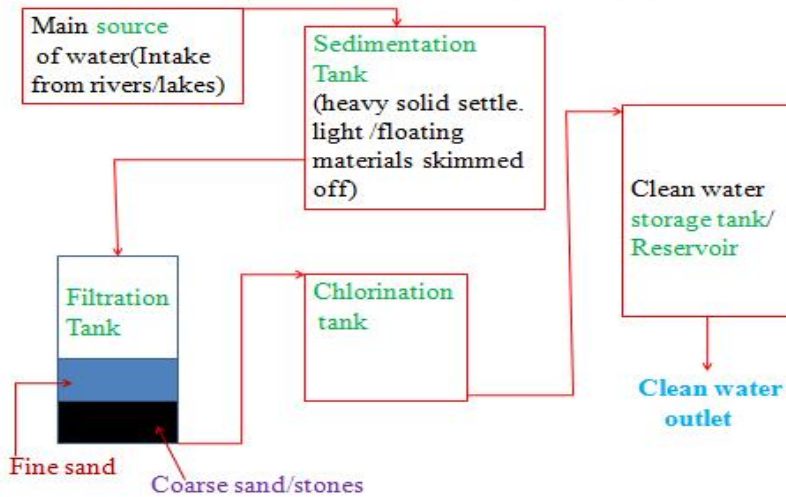 Main source
of water(Intake
from rivers/lakes)
Sedimentation
Tank
(heavy solid settle.
light /floating
materials skimmed
off)
Clean water
storage tank/
Reservoir
Filtration
Tank
Chlorination
tank
Clean water
outlet
Fine sand
Coarse sand/stones